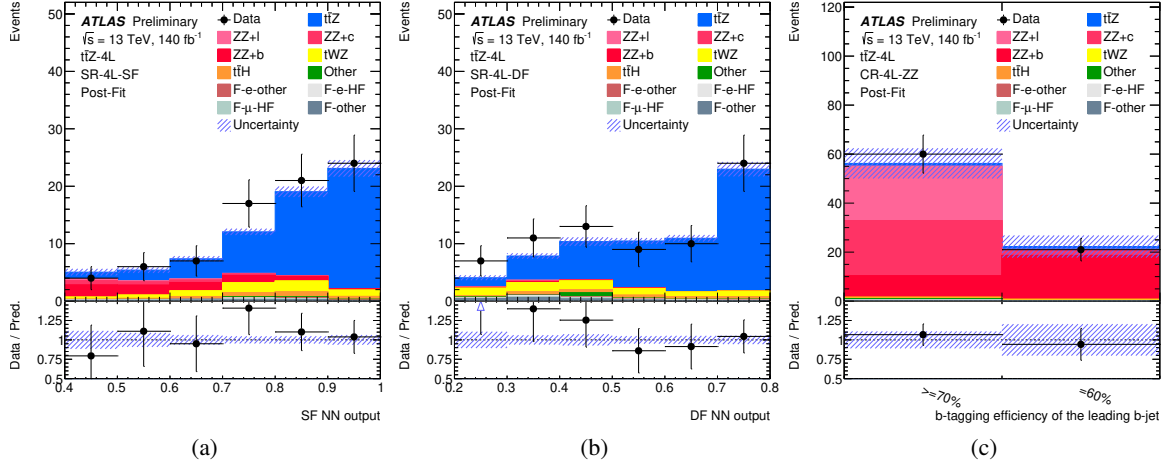 Events
ATLAS Preliminary
√s = 13 TeV, 140 fb⁻¹
tt̄Z-4L
SR-4L-SF
Post-Fit
Data
tt̄Z
ZZ+l
ZZ+c
ZZ+b
tWZ
tt̄H
Other
F-e-other
F-e-HF
F-μ-HF
F-other
Uncertainty
50
40
30
20
10
0
Data / Pred.
1.25
1
0.75
0.5
0.4 0.5 0.6 0.7 0.8 0.9 1
SF NN output
(a)
Events
ATLAS Preliminary
√s = 13 TeV, 140 fb⁻¹
tt̄Z-4L
SR-4L-DF
Post-Fit
Data
tt̄Z
ZZ+l
ZZ+c
ZZ+b
tWZ
tt̄H
Other
F-e-other
F-e-HF
F-μ-HF
F-other
Uncertainty
50
40
30
20
10
0
Data / Pred.
1.25
1
0.75
0.5
0.2 0.3 0.4 0.5 0.6 0.7 0.8
DF NN output
(b)
Events
ATLAS Preliminary
√s = 13 TeV, 140 fb⁻¹
tt̄Z-4L
CR-4L-ZZ
Post-Fit
Data
tt̄Z
ZZ+l
ZZ+c
ZZ+b
tWZ
tt̄H
Other
F-e-other
F-e-HF
F-μ-HF
F-other
Uncertainty
120
100
80
60
40
20
0
Data / Pred.
1.25
1
0.75
0.5
>=70% =60%
b-tagging efficiency of the leading b-jet
(c)